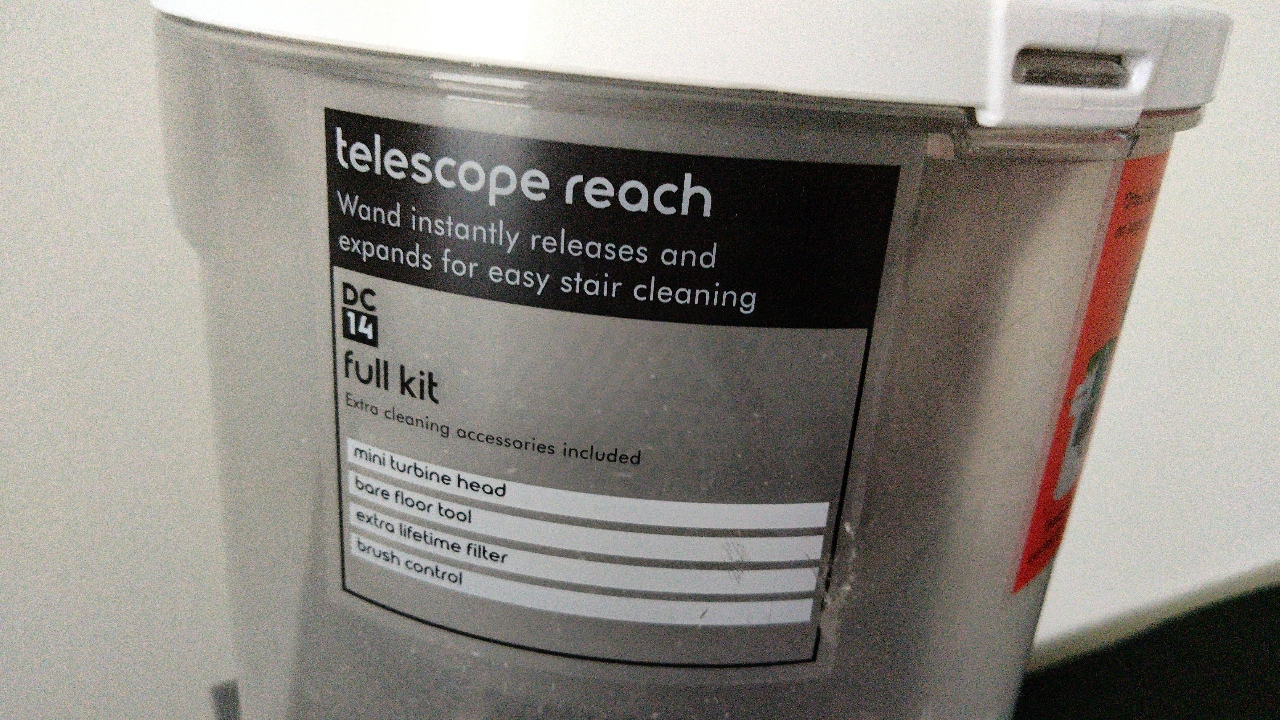 telescope reach
Wand instantly releases and
expands for easy stair cleaning
DC
14
full kit
Extra cleaning accessories included
mini turbine head
bare floor tool
extra lifetime filter
brush control